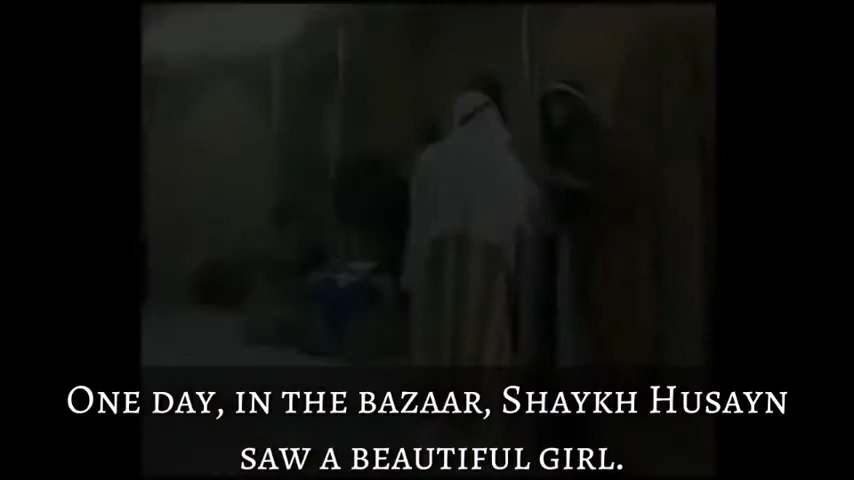 One day, in the bazaar, Shaykh Husayn
saw a beautiful girl.